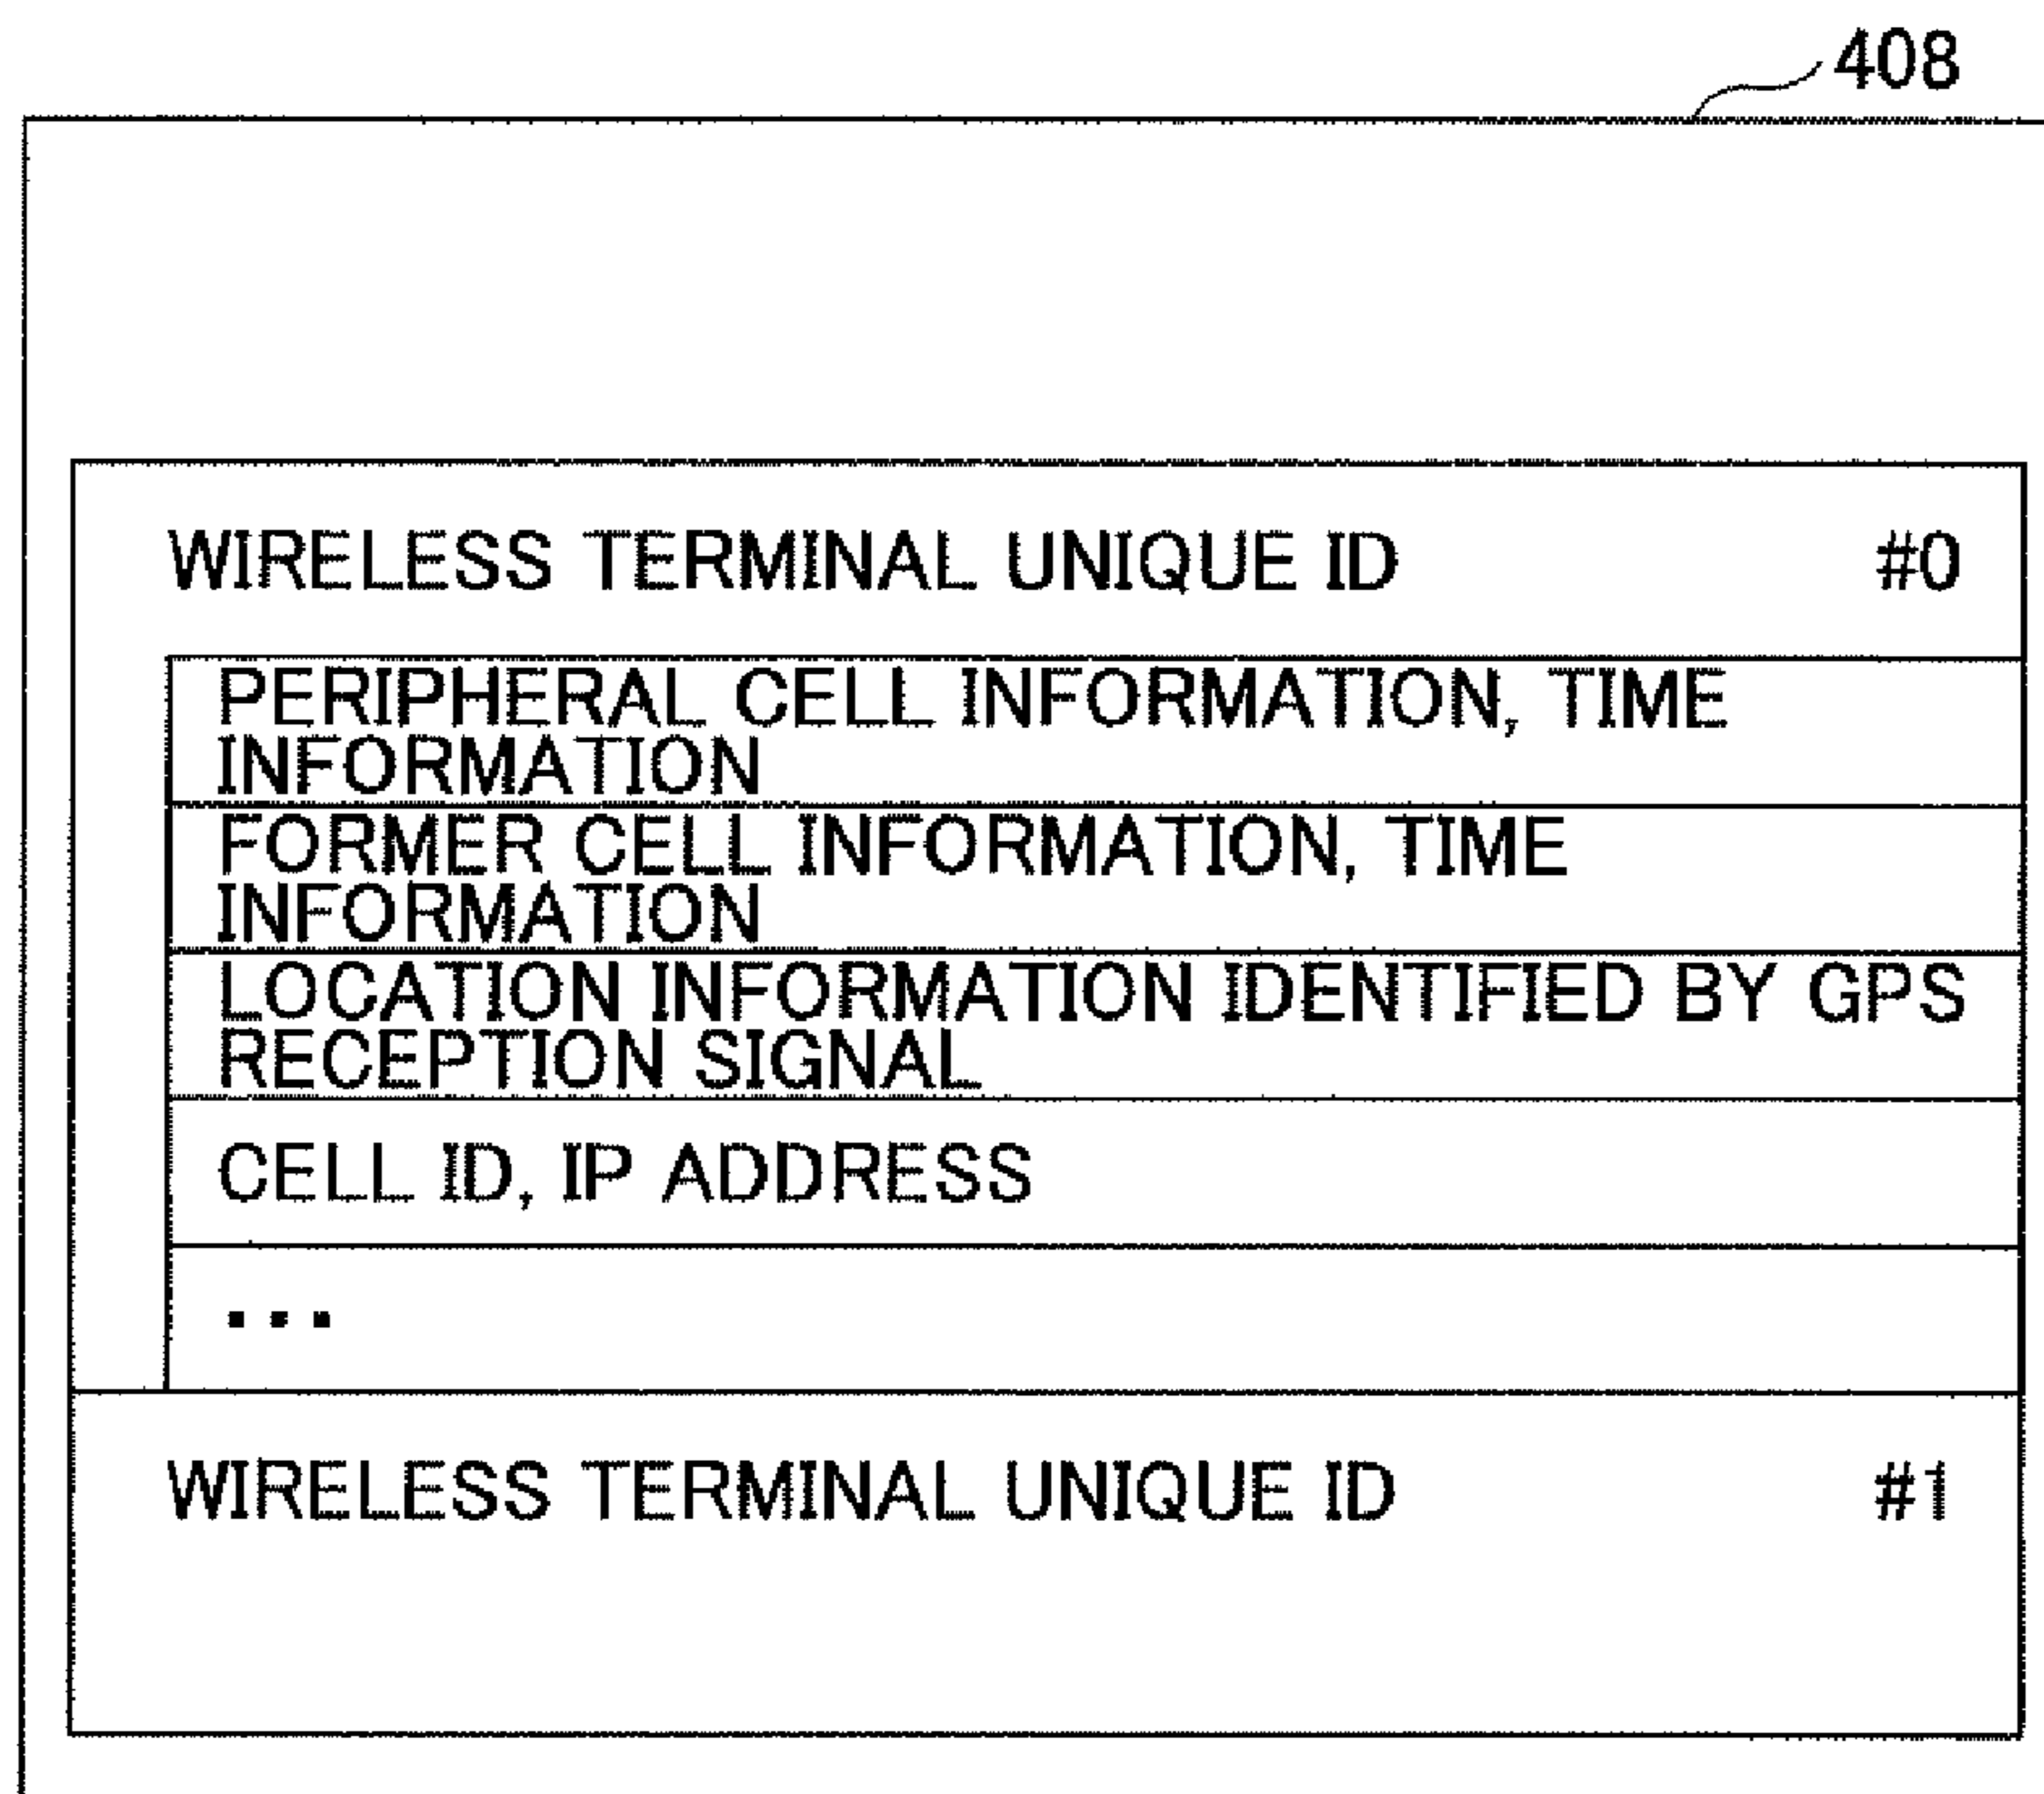 408
WIRELESS TERMINAL UNIQUE ID #0
PERIPHERAL CELL INFORMATION, TIME
INFORMATION
FORMER CELL INFORMATION, TIME
INFORMATION
LOCATION INFORMATION IDENTIFIED BY GPS
RECEPTION SIGNAL
CELL ID, IP ADDRESS
...
WIRELESS TERMINAL UNIQUE ID #1